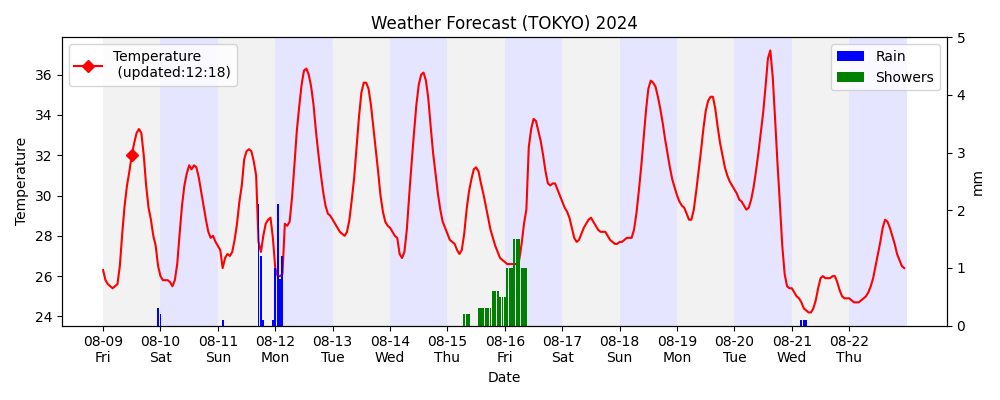 Weather Forecast (TOKYO) 2024
Temperature
(updated:12:18)
Rain
Showers
Temperature
36
34
32
30
28
26
24
5
4
3
2
1
0
mm
08-09 08-10 08-11 08-12 08-13 08-14 08-15 08-16 08-17 08-18 08-19 08-20 08-21 08-22
Fri Sat Sun Mon Tue Wed Thu Fri Sat Sun Mon Tue Wed Thu
Date